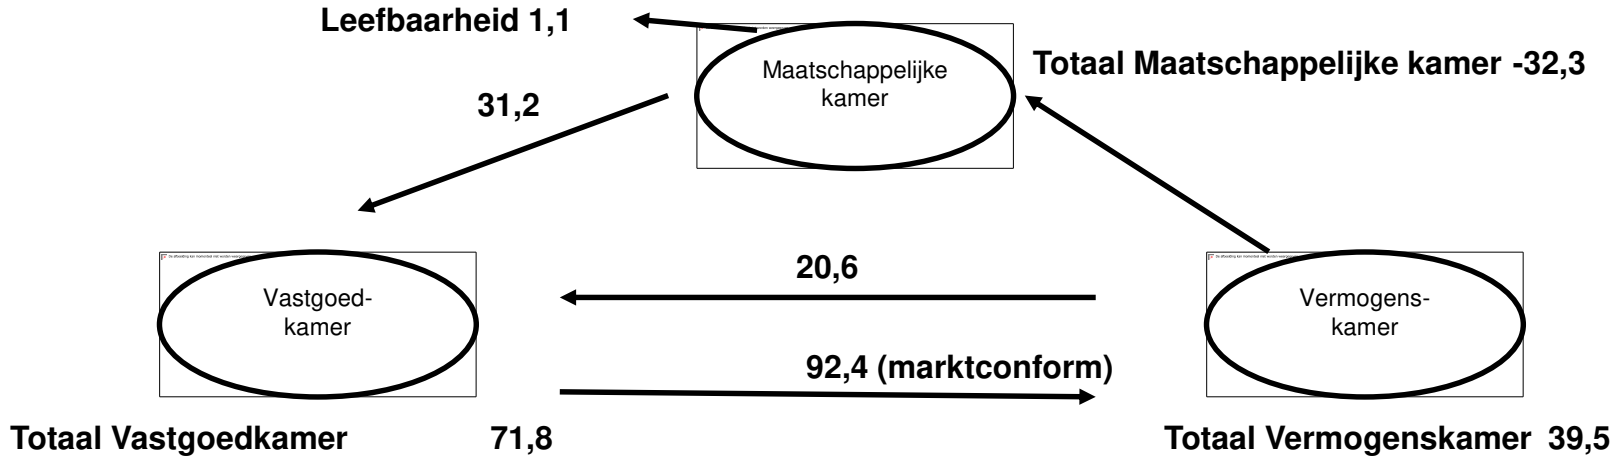 Leefbaarheid 1,1
Maatschappelijke
kamer
Totaal Maatschappelijke kamer -32,3
31,2
20,6
Vastgoed-
kamer
Vermogens-
kamer
92,4 (marktconform)
Totaal Vastgoedkamer 71,8
Totaal Vermogenskamer 39,5